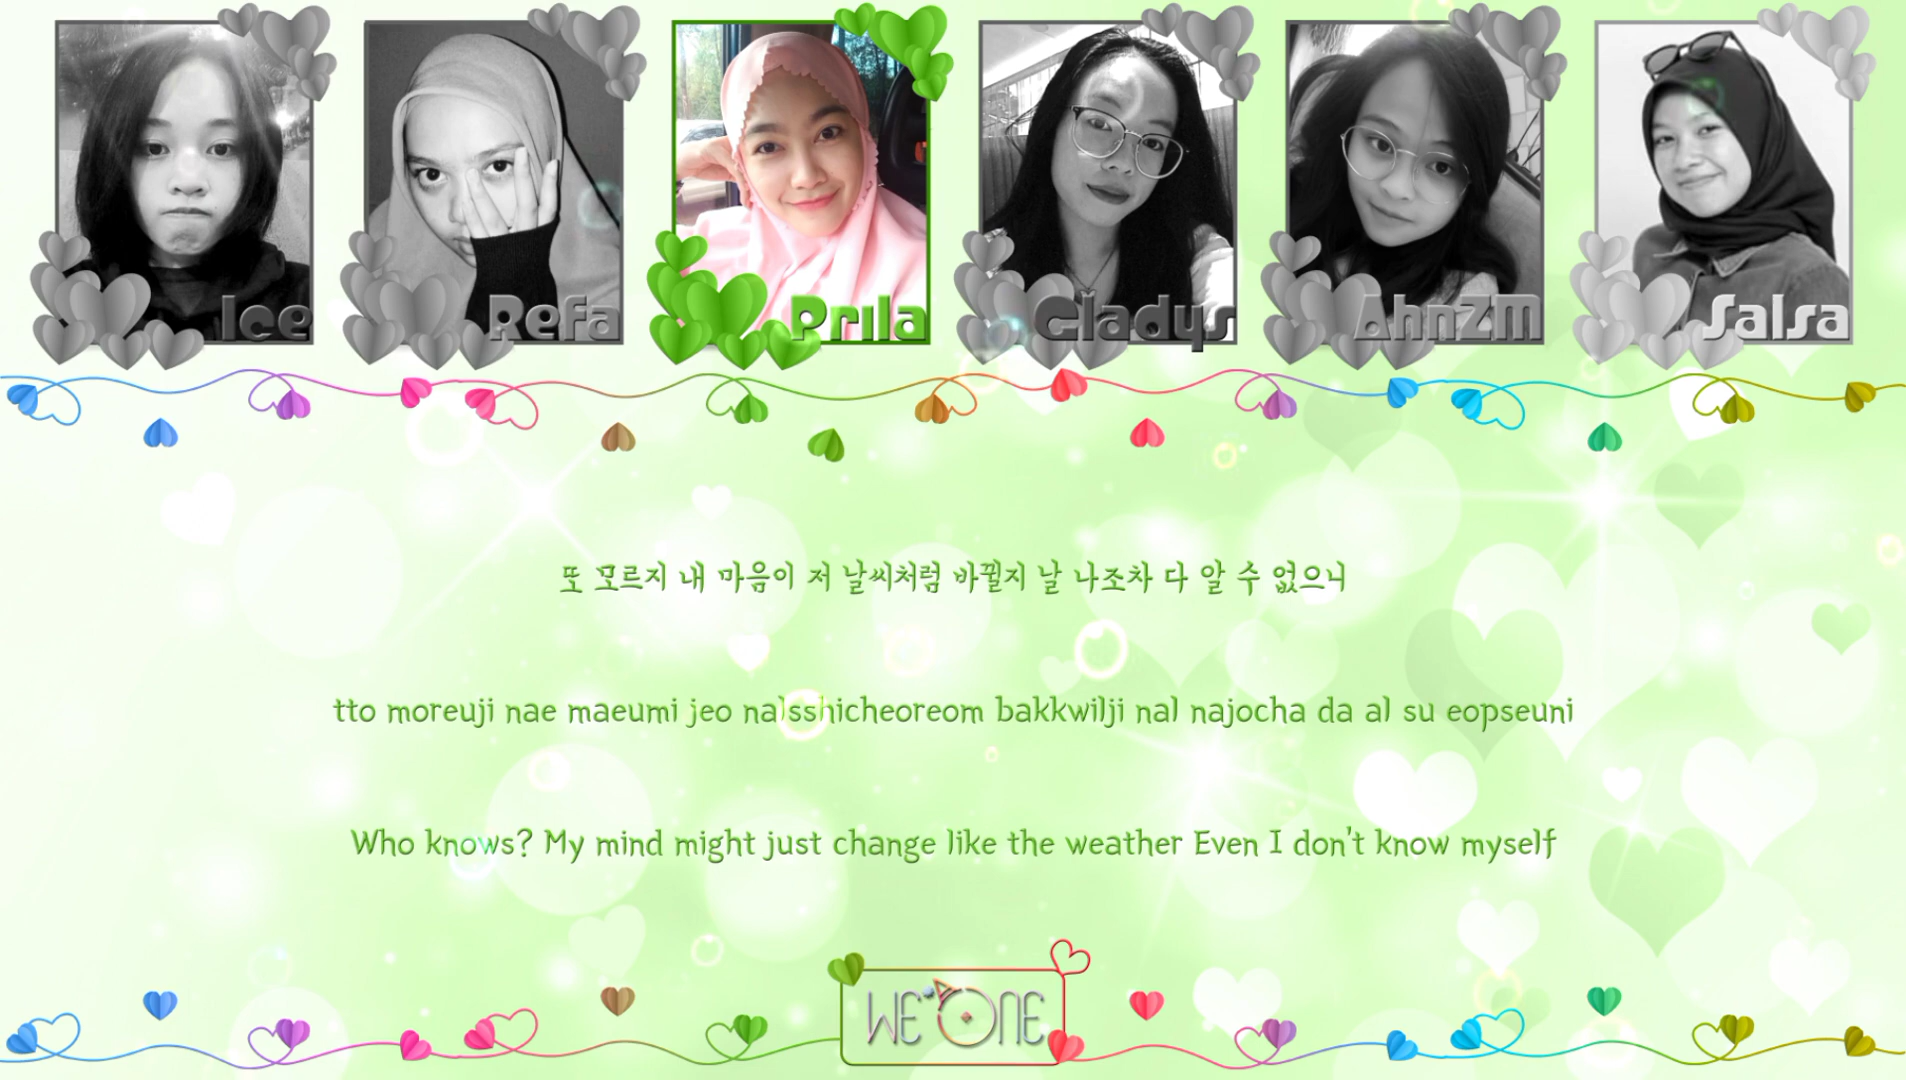 Ice
Refa
Prila
Gladys
AhnZM
Salsa
또 모르지 내 마음이 저 날씨처럼 바뀔지 날 나조차 다 알 수 없으니
tto moreuji nae maeumi jeo nalsshicheoreom bakkwilji nal najocha da al su eopseuni
Who knows? My mind might just change like the weather Even I don't know myself
WE ONE